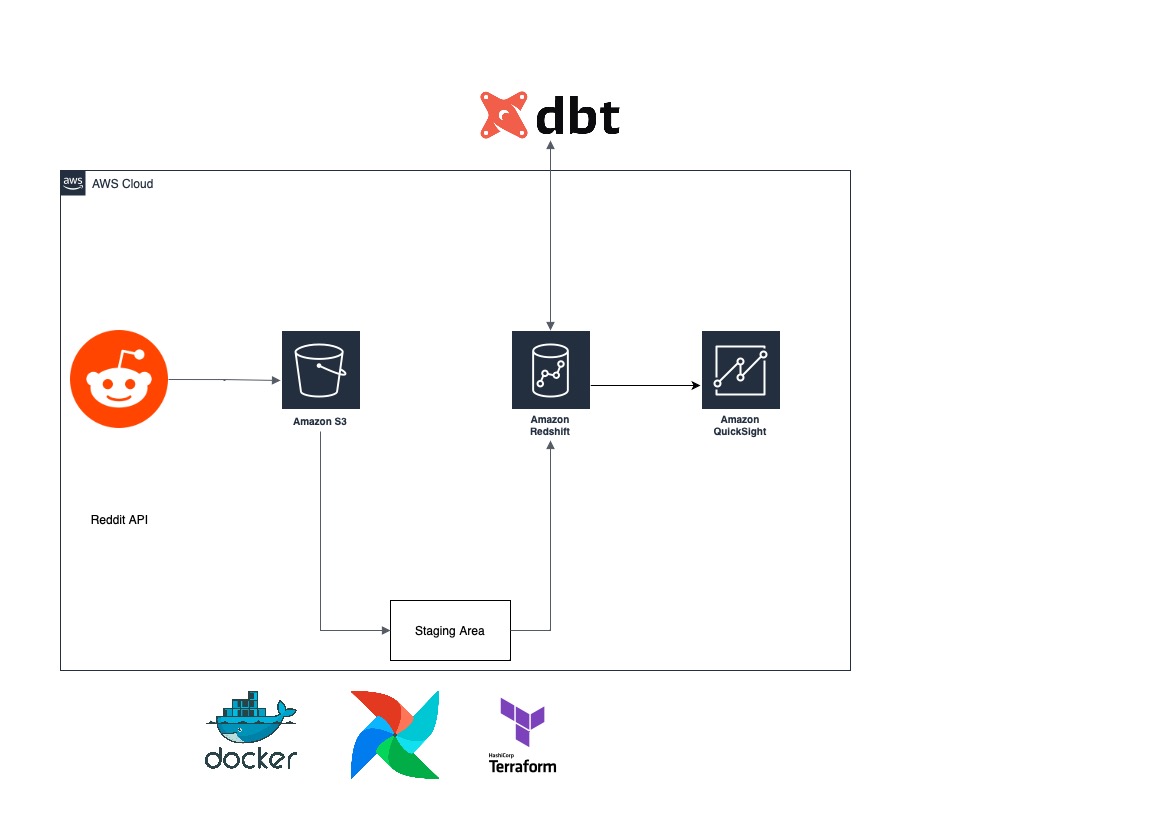 dbt
aws
AWS Cloud
Amazon S3
Amazon
Redshift
Amazon
QuickSight
Reddit API
Staging Area
docker
HashiCorp
Terraform